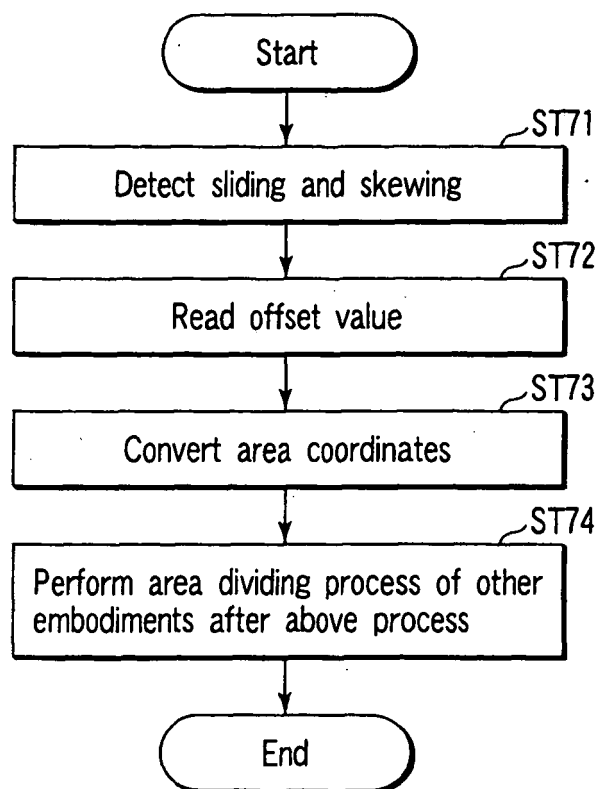 Start
ST71
Detect sliding and skewing
ST72
Read offset value
ST73
Convert area coordinates
ST74
Perform area dividing process of other
embodiments after above process
End